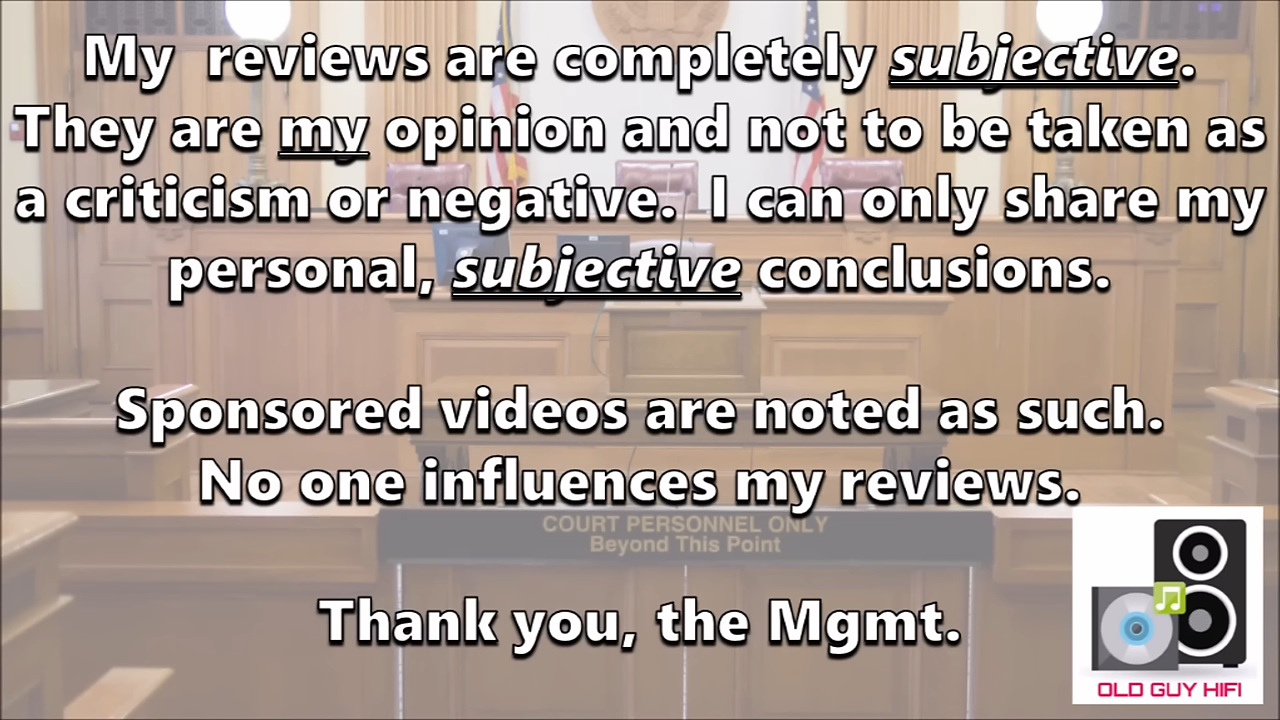 My  reviews are completely subjective.
They are my opinion and not to be taken as
a criticism or negative.  I can only share my
personal, subjective conclusions.
Sponsored videos are noted as such.
No one influences my reviews.
COURT PERSONNEL ONLY
Beyond This Point
Thank you, the Mgmt.
OLD GUY HIFI